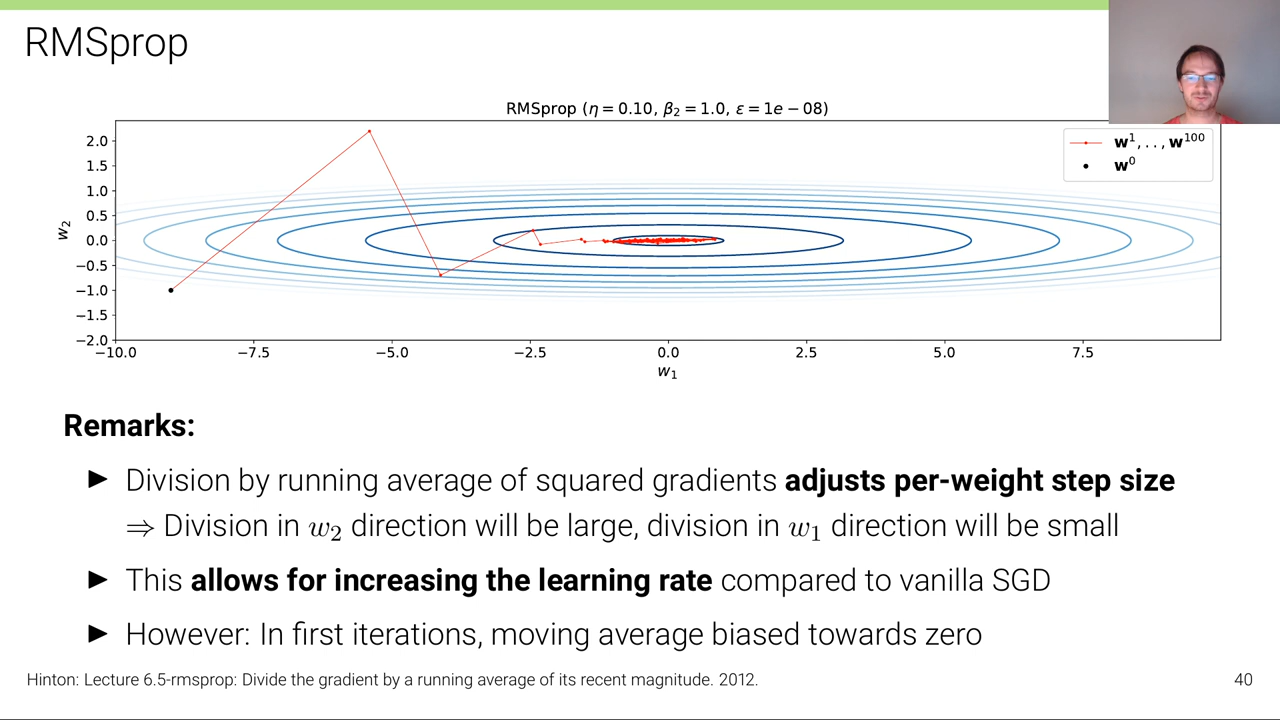 RMSprop
RMSprop (η = 0.10, β₂ = 1.0, ε = 1e − 08)
w¹, . . , w¹⁰⁰
w⁰
2.0
1.5
1.0
0.5
0.0
−0.5
−1.0
−1.5
−2.0
w₂
−10.0 −7.5 −5.0 −2.5 0.0 2.5 5.0 7.5
w₁
Remarks:
▶ Division by running average of squared gradients adjusts per-weight step size
⇒ Division in w₂ direction will be large, division in w₁ direction will be small
▶ This allows for increasing the learning rate compared to vanilla SGD
▶ However: In first iterations, moving average biased towards zero
Hinton: Lecture 6.5-rmsprop: Divide the gradient by a running average of its recent magnitude. 2012.
40